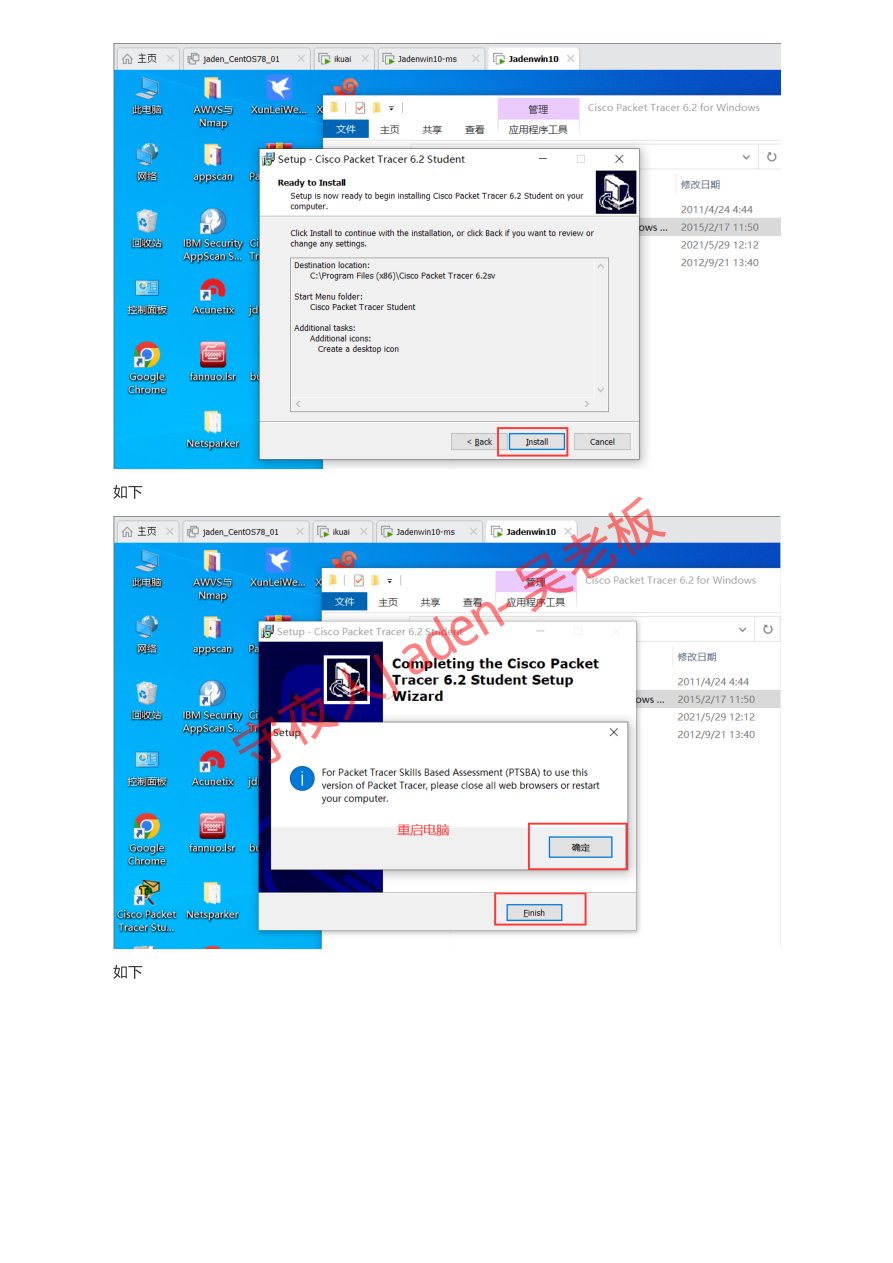 主页
jaden_CentOS78_01
ikuai
Jadenwin10-ms
Jadenwin10
此电脑
AWVS与
Nmap
XunLeiWe...
管理
Cisco Packet Tracer 6.2 for Windows
文件
主页
共享
查看
应用程序工具
网络
appscan
回收站
IBM Security
AppScan S...
控制面板
Acunetix
Google
Chrome
fannuo.lsr
Netsparker
Setup - Cisco Packet Tracer 6.2 Student
Ready to Install
Setup is now ready to begin installing Cisco Packet Tracer 6.2 Student on your
computer.
Click Install to continue with the installation, or click Back if you want to review or
change any settings.
Destination location:
C:\Program Files (x86)\Cisco Packet Tracer 6.2sv
Start Menu folder:
Cisco Packet Tracer Student
Additional tasks:
Additional icons:
Create a desktop icon
< Back
Install
Cancel
修改日期
2011/4/24 4:44
ows ...
2015/2/17 11:50
2021/5/29 12:12
2012/9/21 13:40
如下
主页
jaden_CentOS78_01
ikuai
Jadenwin10-ms
Jadenwin10
此电脑
AWVS与
Nmap
XunLeiWe...
管理
Cisco Packet Tracer 6.2 for Windows
文件
主页
共享
查看
应用程序工具
网络
appscan
回收站
IBM Security
AppScan S...
控制面板
Acunetix
Google
Chrome
fannuo.lsr
Cisco Packet
Tracer Stu...
Netsparker
Setup - Cisco Packet Tracer 6.2 Student
Completing the Cisco Packet
Tracer 6.2 Student Setup
Wizard
Setup
For Packet Tracer Skills Based Assessment (PTSBA) to use this
version of Packet Tracer, please close all web browsers or restart
your computer.
重启电脑
确定
Finish
修改日期
2011/4/24 4:44
ows ...
2015/2/17 11:50
2021/5/29 12:12
2012/9/21 13:40
守夜人Jaden-吴老板
如下